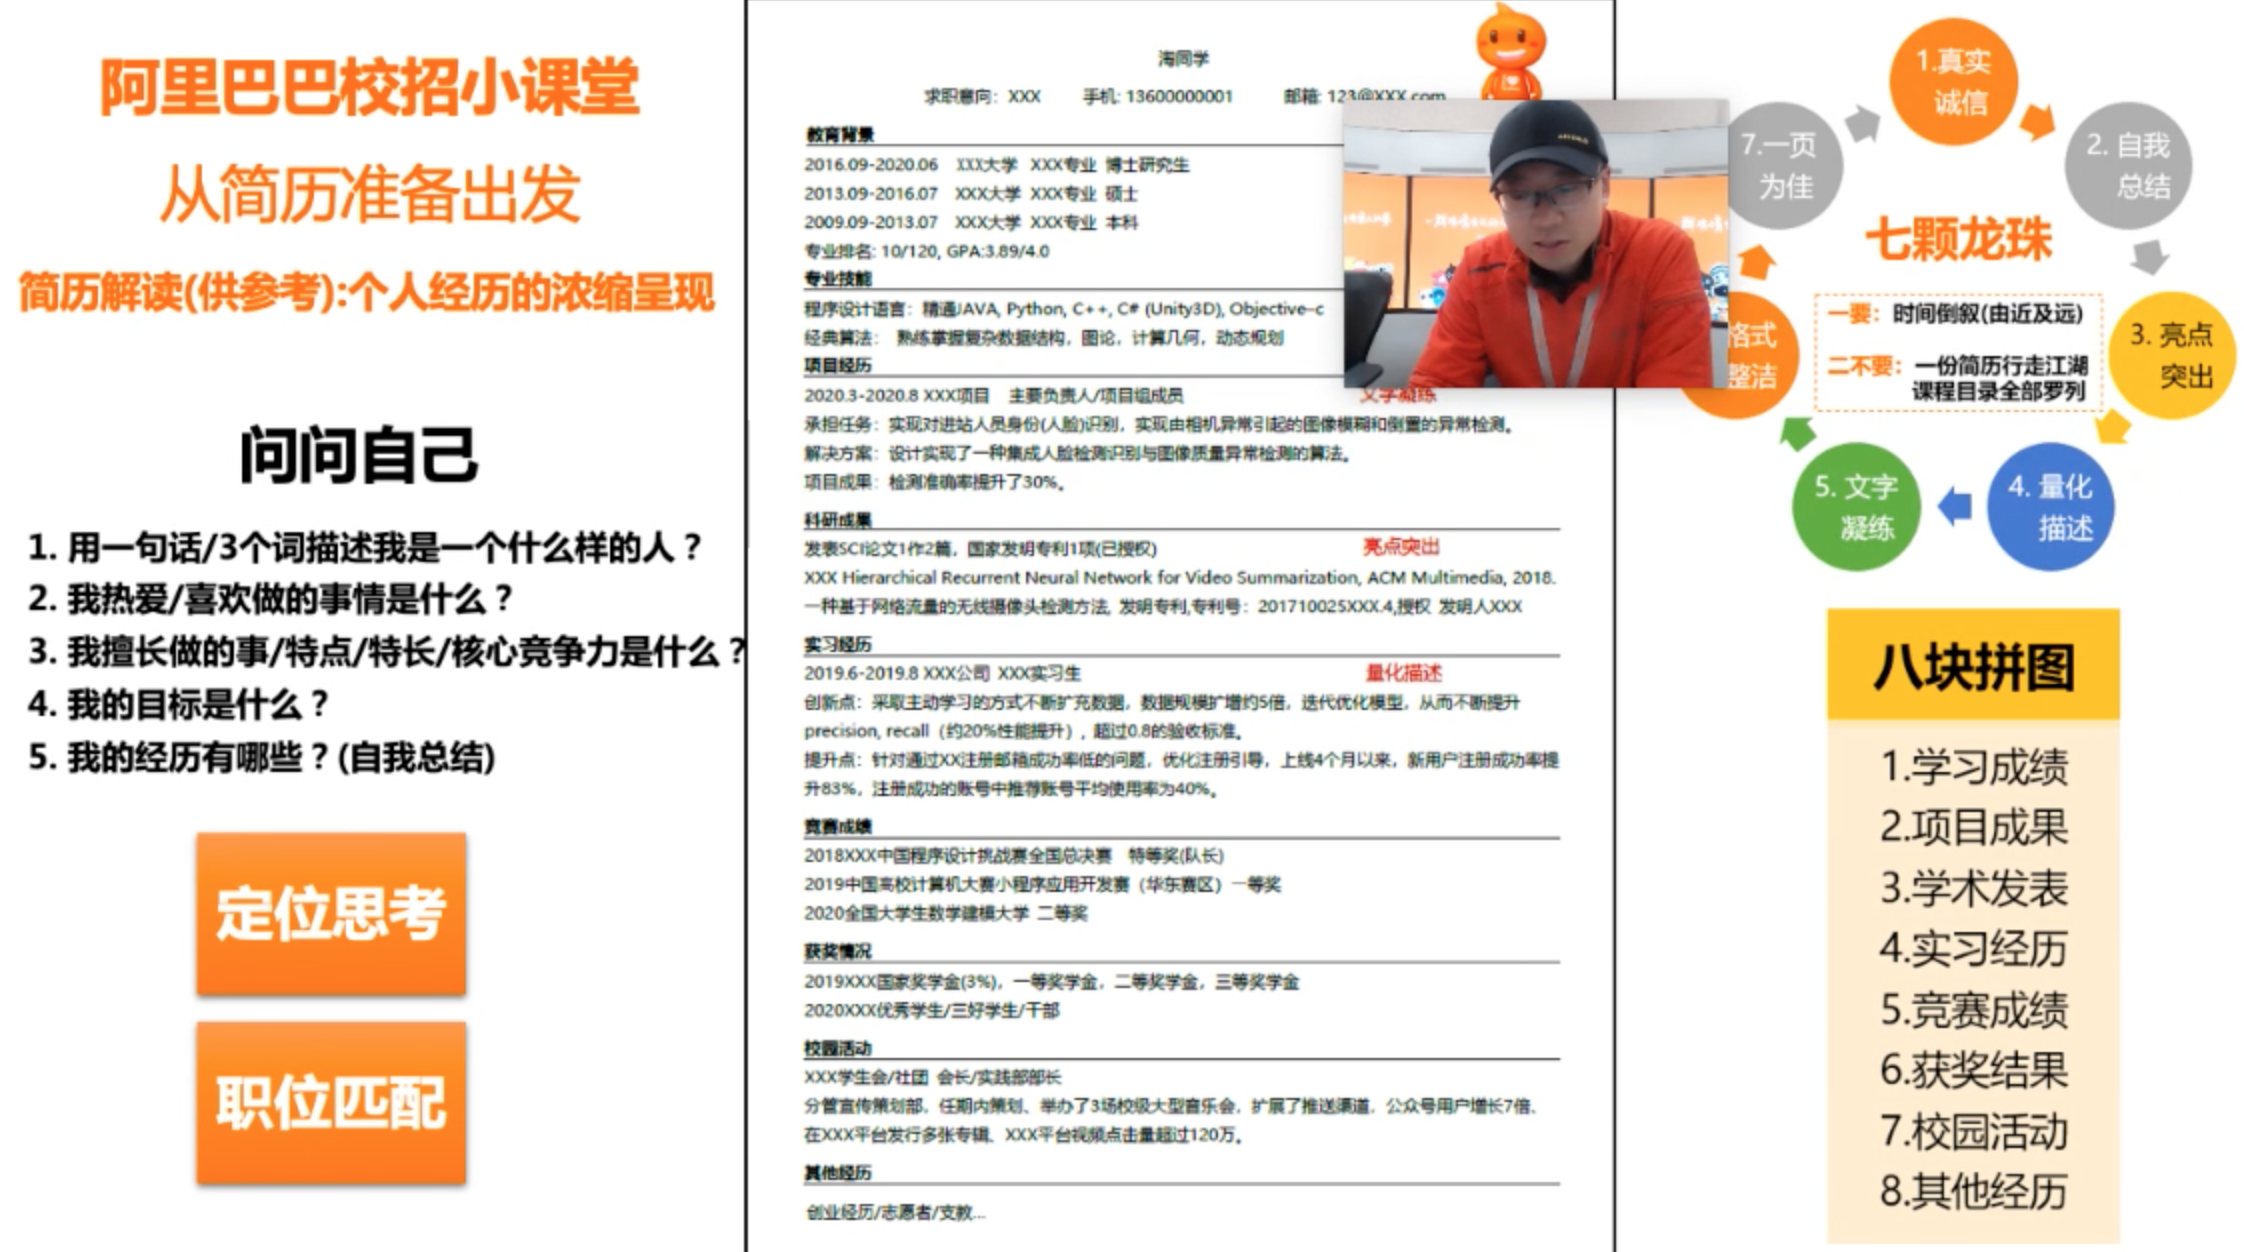 阿里巴巴校招小课堂
从简历准备出发
简历解读(供参考):个人经历的浓缩呈现
问问自己
1. 用一句话/3个词描述我是一个什么样的人？
2. 我热爱/喜欢做的事情是什么？
3. 我擅长做的事/特点/特长/核心竞争力是什么？
4. 我的目标是什么？
5. 我的经历有哪些？(自我总结)
定位思考
职位匹配
海同学
求职意向：XXX 手机: 13600000001 邮箱: 123@XXX.com
教育背景
2016.09-2020.06 XXX大学 XXX专业 博士研究生
2013.09-2016.07 XXX大学 XXX专业 硕士
2009.09-2013.07 XXX大学 XXX专业 本科
专业排名: 10/120, GPA:3.89/4.0
专业技能
程序设计语言：精通JAVA, Python, C++, C# (Unity3D), Objective-c
经典算法： 熟练掌握复杂数据结构，图论，计算几何，动态规划
项目经历
2020.3-2020.8 XXX项目 主要负责人/项目组成员 文字凝练
承担任务：实现对进站人员身份(人脸)识别，实现由相机异常引起的图像模糊和倒置的异常检测。
解决方案：设计实现了一种集成人脸检测识别与图像质量异常检测的算法。
项目成果：检测准确率提升了30%。
科研成果
发表SCI论文1作2篇，国家发明专利1项(已授权) 亮点突出
XXX Hierarchical Recurrent Neural Network for Video Summarization, ACM Multimedia, 2018.
一种基于网络流量的无线摄像头检测方法, 发明专利,专利号：201710025XXX.4,授权 发明人XXX
实习经历
2019.6-2019.8 XXX公司 XXX实习生 量化描述
创新点：采取主动学习的方式不断扩充数据，数据规模扩增约5倍，迭代优化模型，从而不断提升
precision, recall（约20%性能提升）, 超过0.8的验收标准。
提升点：针对通过XX注册邮箱成功率低的问题，优化注册引导，上线4个月以来，新用户注册成功率提
升83%，注册成功的账号中推荐账号平均使用率为40%。
竞赛成绩
2018XXX中国程序设计挑战赛全国总决赛 特等奖(队长)
2019中国高校计算机大赛小程序应用开发赛（华东赛区）一等奖
2020全国大学生数学建模大学 二等奖
获奖情况
2019XXX国家奖学金(3%)，一等奖学金，二等奖学金，三等奖学金
2020XXX优秀学生/三好学生/干部
校园活动
XXX学生会/社团 会长/实践部部长
分管宣传策划部，任期内策划、举办了3场校级大型音乐会，扩展了推送渠道，公众号用户增长7倍、
在XXX平台发行多张专辑、XXX平台视频点击量超过120万。
其他经历
创业经历/志愿者/支教...
1.真实
诚信
2. 自我
总结
3. 亮点
突出
4. 量化
描述
5. 文字
凝练
格式
整洁
7.一页
为佳
七颗龙珠
一要：时间倒叙(由近及远)
二不要：一份简历行走江湖
课程目录全部罗列
八块拼图
1.学习成绩
2.项目成果
3.学术发表
4.实习经历
5.竞赛成绩
6.获奖结果
7.校园活动
8.其他经历